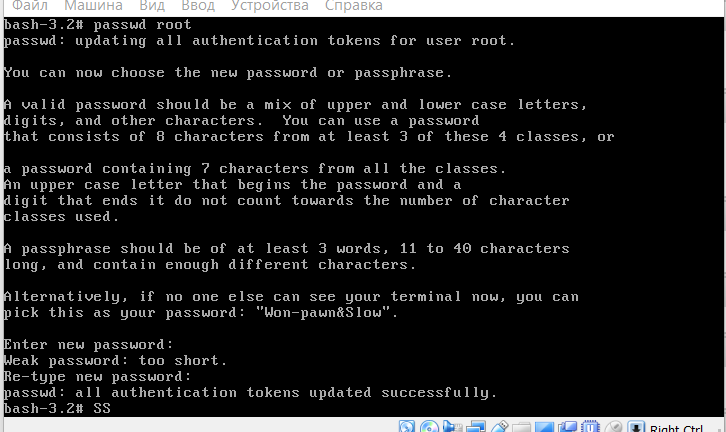 Файл Машина Вид Ввод Устройства Справка
bash-3.2# passwd root
passwd: updating all authentication tokens for user root.
You can now choose the new password or passphrase.
A valid password should be a mix of upper and lower case letters,
digits, and other characters.  You can use a password
that consists of 8 characters from at least 3 of these 4 classes, or
a password containing 7 characters from all the classes.
An upper case letter that begins the password and a
digit that ends it do not count towards the number of character
classes used.
A passphrase should be of at least 3 words, 11 to 40 characters
long, and contain enough different characters.
Alternatively, if no one else can see your terminal now, you can
pick this as your password: "Won-pawn&Slow".
Enter new password:
Weak password: too short.
Re-type new password:
passwd: all authentication tokens updated successfully.
bash-3.2# SS
Right Ctrl